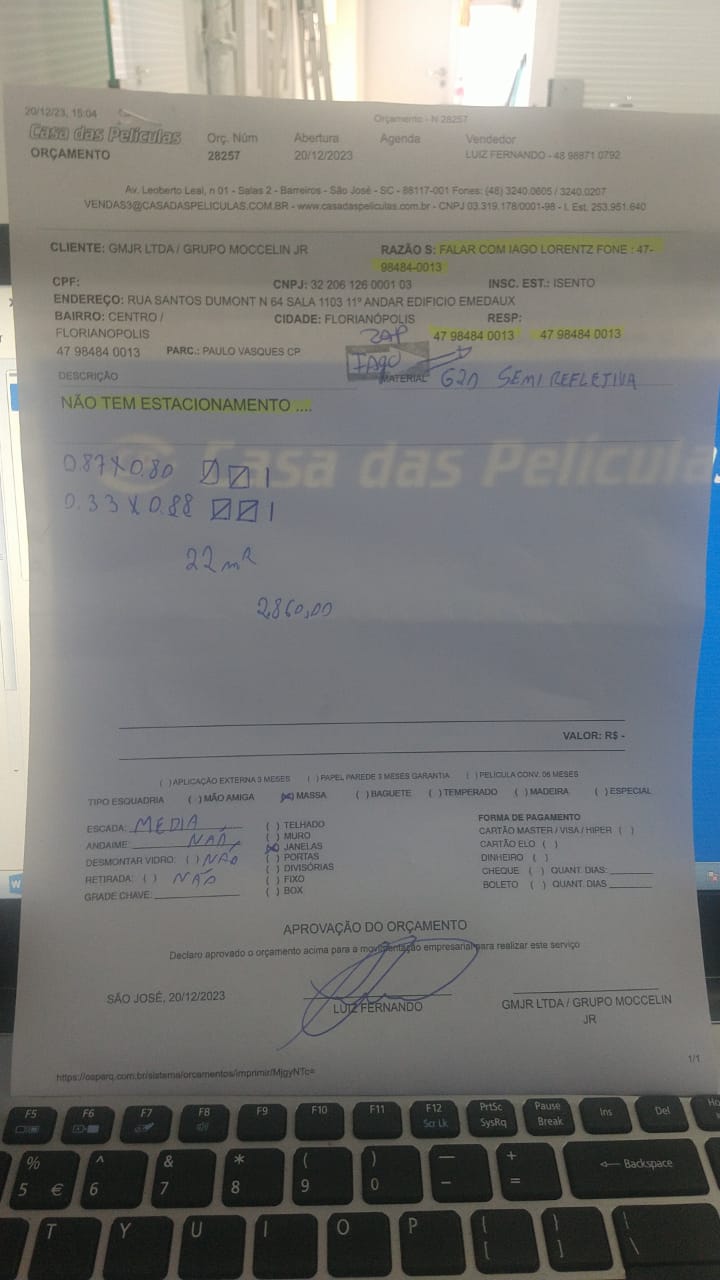 20/12/23, 15:04
Orçamento - N 28257
Casa das Películas
Orç. Núm Abertura Agenda Vendedor
ORÇAMENTO 28257 20/12/2023 LUIZ FERNANDO - 48 98871 0792
Av. Leoberto Leal, n 01 - Salas 2 - Barreiros - São José - SC - 88117-001 Fones: (48) 3240.0605 / 3240.0207
VENDAS3@CASADASPELICULAS.COM.BR - www.casadaspeliculas.com.br - CNPJ 03.319.178/0001-98 - I. Est. 253.951.640
CLIENTE: GMJR LTDA / GRUPO MOCCELIN JR RAZÃO S: FALAR COM IAGO LORENTZ FONE : 47-
98484-0013
CPF: CNPJ: 32 206 126 0001 03 INSC. EST.: ISENTO
ENDEREÇO: RUA SANTOS DUMONT N 64 SALA 1103 11º ANDAR EDIFICIO EMEDAUX
BAIRRO: CENTRO / CIDADE: FLORIANÓPOLIS RESP:
FLORIANOPOLIS ZAP 47 98484 0013 47 98484 0013
47 98484 0013 PARC.: PAULO VASQUES CP IAGO
DESCRIÇÃO MATERIAL G20 SEMI REFLETIVA
NÃO TEM ESTACIONAMENTO ....
Casa das Películas
0.87 X 0.80
0.33 X 0.88
22 m²
2.860,00
VALOR: R$ -
( ) APLICAÇÃO EXTERNA 3 MESES ( ) PAPEL PAREDE 3 MESES GARANTIA ( ) PELÍCULA CONV. 06 MESES
TIPO ESQUADRIA ( ) MÃO AMIGA (X) MASSA ( ) BAGUETE ( ) TEMPERADO ( ) MADEIRA ( ) ESPECIAL
ESCADA: MEDIA ( ) TELHADO FORMA DE PAGAMENTO
ANDAIME: NÃO ( ) MURO CARTÃO MASTER / VISA / HIPER ( )
(X) JANELAS CARTÃO ELO ( )
DESMONTAR VIDRO: ( ) NÃO ( ) PORTAS DINHEIRO ( )
RETIRADA: ( ) NÃO ( ) DIVISÓRIAS CHEQUE ( ) QUANT. DIAS:
( ) FIXO BOLETO ( ) QUANT. DIAS
GRADE CHAVE: ( ) BOX
APROVAÇÃO DO ORÇAMENTO
Declaro aprovado o orçamento acima para a movimentação empresarial para realizar este serviço
SÃO JOSÉ, 20/12/2023 LUIZ FERNANDO GMJR LTDA / GRUPO MOCCELIN
JR
1/1
https://osparq.com.br/sistema/orcamentos/imprimir/MjgyNTc=
F5 F6 F7 F8 F9 F10 F11 F12 PrtSc Pause Ins Del Ho
Scr Lk SysRq Break
% ^ & * ( ) — + ← Backspace
5 € 6 7 8 9 0 - =
T Y U I O P { } |
[ ] \